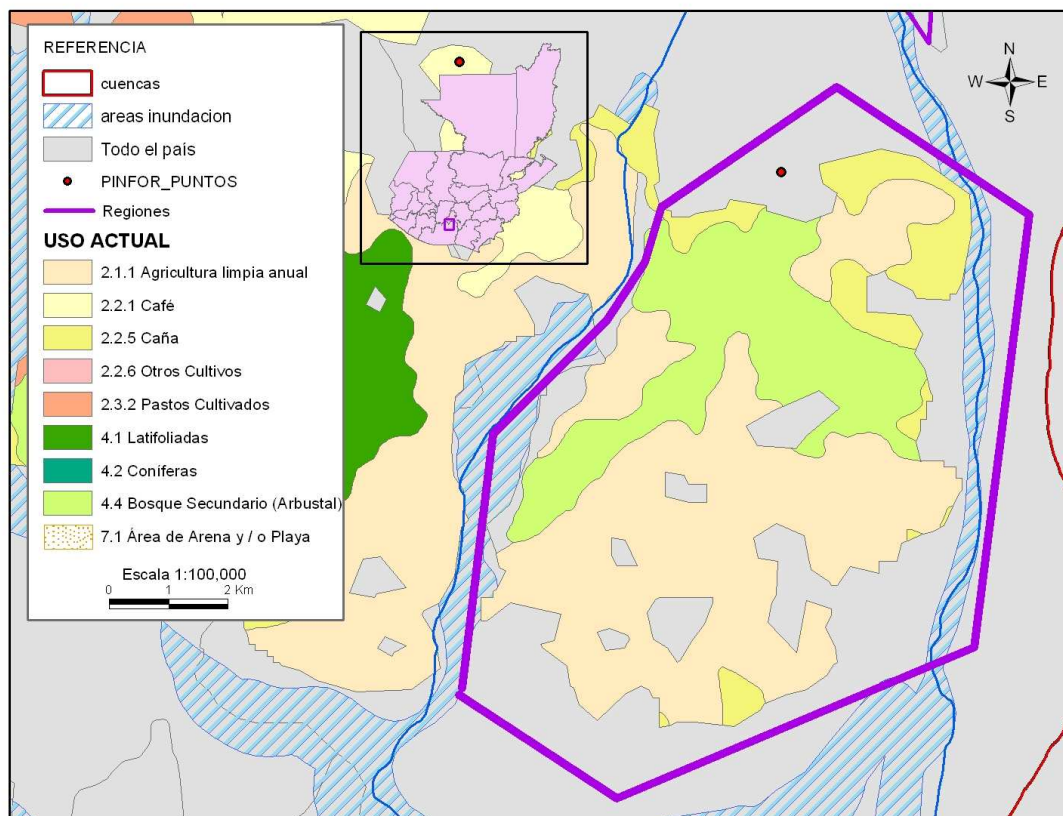 REFERENCIA
cuencas
areas inundacion
Todo el pais
PINFOR_PUNTOS
Regiones
USO ACTUAL
2.1.1 Agricultura limpia anual
2.2.1 Café
2.2.5 Caña
2.2.6 Otros Cultivos
2.3.2 Pastos Cultivados
4.1 Latifoliadas
4.2 Coníferas
4.4 Bosque Secundario (Arbustal)
7.1 Área de Arena y / o Playa
Escala 1:100,000
0 1 2 Km
N
W E
S